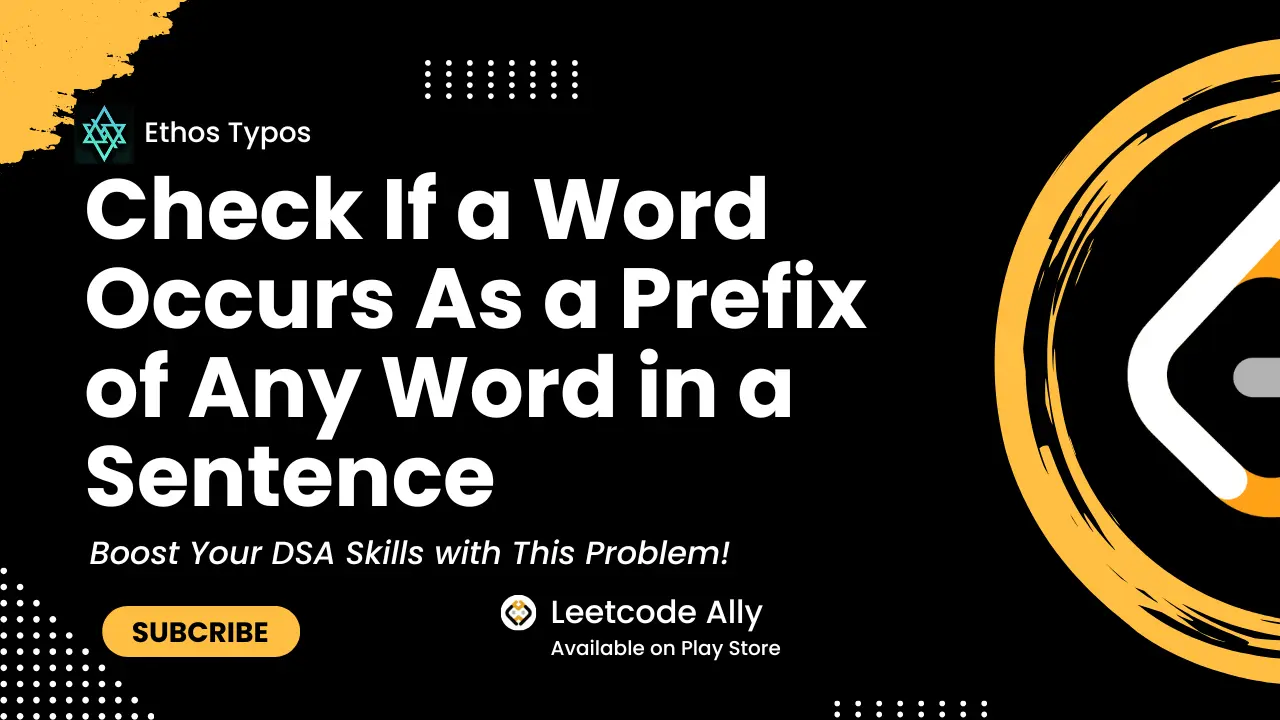 Ethos Typos
Check If a Word
Occurs As a Prefix
of Any Word in a
Sentence
Boost Your DSA Skills with This Problem!
SUBCRIBE
Leetcode Ally
Available on Play Store